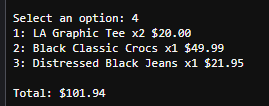 Select an option: 4
1: LA Graphic Tee x2 $20.00
2: Black Classic Crocs x1 $49.99
3: Distressed Black Jeans x1 $21.95
Total: $101.94